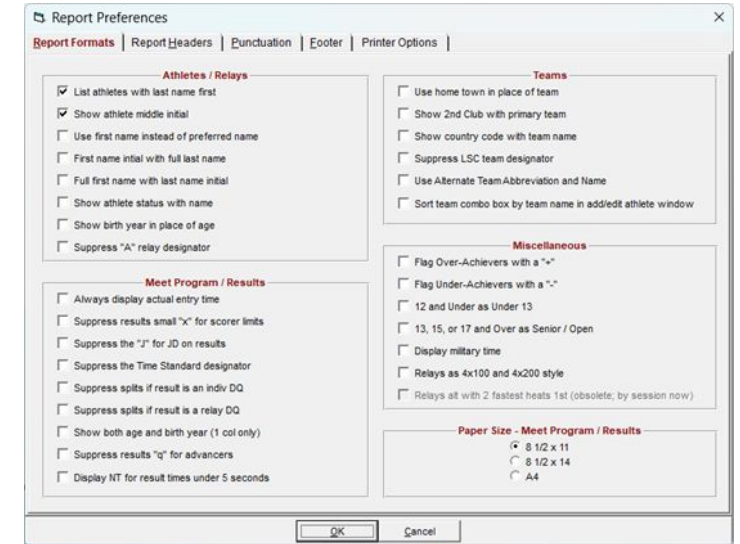 Report Preferences
Report Formats | Report Headers | Punctuation | Footer | Printer Options |
Athletes / Relays
List athletes with last name first
Show athlete middle initial
Use first name instead of preferred name
First name intial with full last name
Full first name with last name initial
Show athlete status with name
Show birth year in place of age
Suppress "A" relay designator
Meet Program / Results
Always display actual entry time
Suppress results small "x" for scorer limits
Suppress the "J" for JD on results
Suppress the Time Standard designator
Suppress splits if result is an indiv DQ
Suppress splits if result is a relay DQ
Show both age and birth year (1 col only)
Suppress results "q" for advancers
Display NT for result times under 5 seconds
Teams
Use home town in place of team
Show 2nd Club with primary team
Show country code with team name
Suppress LSC team designator
Use Alternate Team Abbreviation and Name
Sort team combo box by team name in add/edit athlete window
Miscellaneous
Flag Over-Achievers with a "+"
Flag Under-Achievers with a "-"
12 and Under as Under 13
13, 15, or 17 and Over as Senior / Open
Display military time
Relays as 4x100 and 4x200 style
Relays alt with 2 fastest heats 1st (obsolete; by session now)
Paper Size - Meet Program / Results
8 1/2 x 11
8 1/2 x 14
A4
OK
Cancel